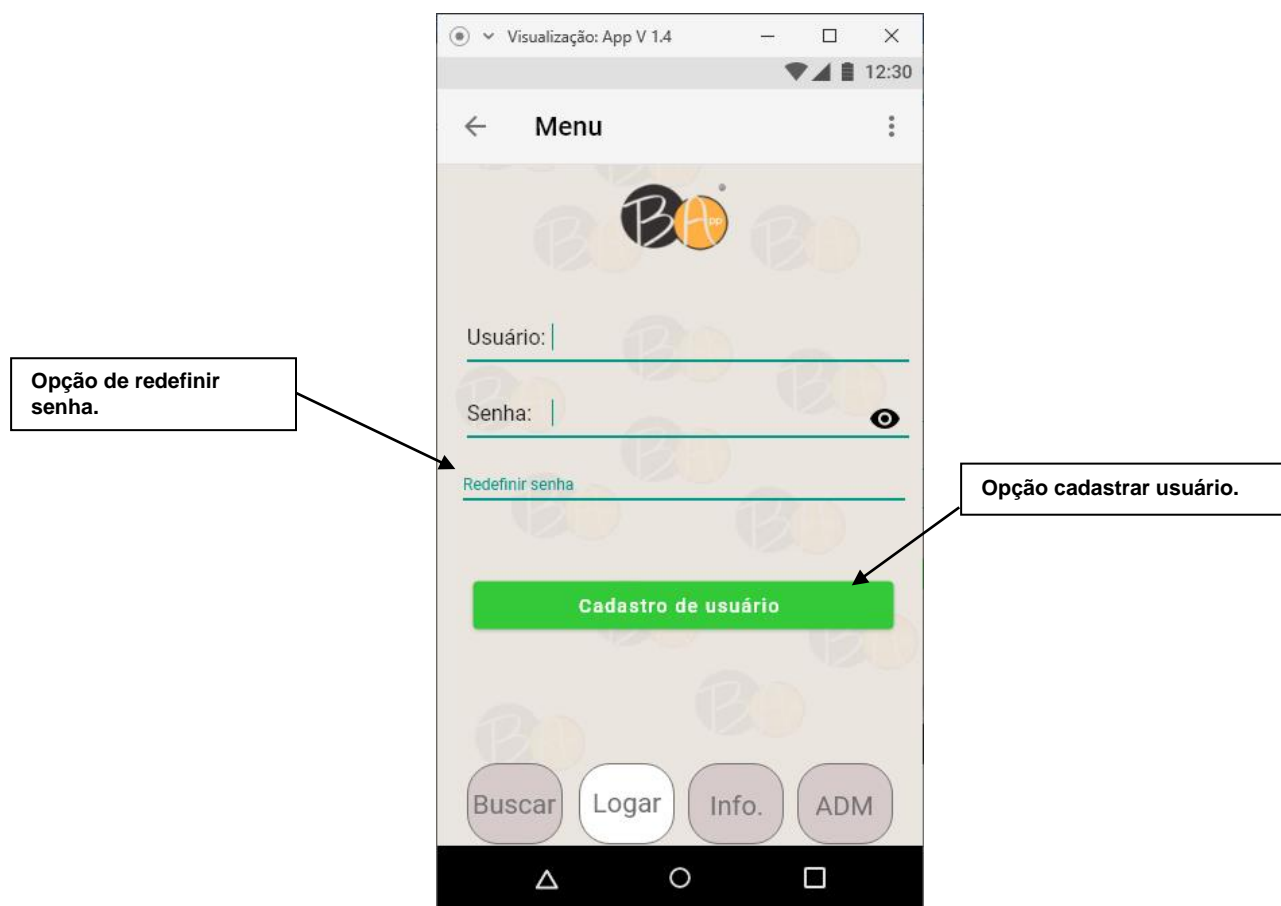 Visualização: App V 1.4
12:30
Menu
BApp
Usuário:
Opção de redefinir
senha.
Senha:
Redefinir senha
Opção cadastrar usuário.
Cadastro de usuário
Buscar
Logar
Info.
ADM